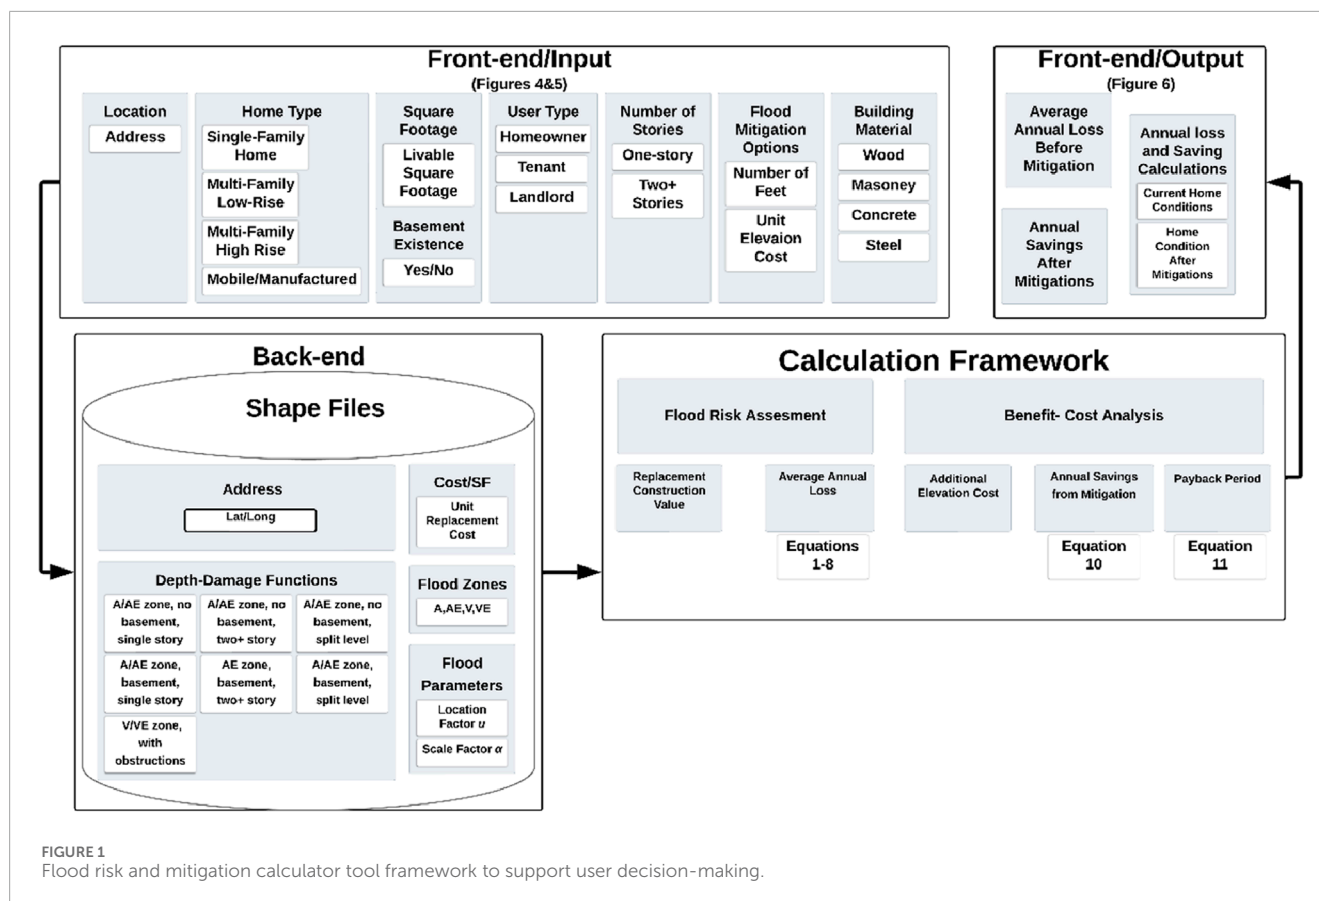 Front-end/Input
(Figures 4&5)
Location
Address
Home Type
Single-Family
Home
Multi-Family
Low-Rise
Multi-Family
High Rise
Mobile/Manufactured
Square
Footage
Livable
Square
Footage
Basement
Existence
Yes/No
User Type
Homeowner
Tenant
Landlord
Number of
Stories
One-story
Two+
Stories
Flood
Mitigation
Options
Number of
Feet
Unit
Elevaion
Cost
Building
Material
Wood
Masoney
Concrete
Steel
Front-end/Output
(Figure 6)
Average
Annual Loss
Before
Mitigation
Annual
Savings
After
Mitigations
Annual loss
and Saving
Calculations
Current Home
Conditions
Home
Condition
After
Mitigations
Back-end
Shape Files
Address
Lat/Long
Cost/SF
Unit
Replacement
Cost
Depth-Damage Functions
A/AE zone, no
basement,
single story
A/AE zone, no
basement,
two+ story
A/AE zone, no
basement,
split level
A/AE zone,
basement,
single story
AE zone,
basement,
two+ story
A/AE zone,
basement,
split level
V/VE zone,
with
obstructions
Flood Zones
A,AE,V,VE
Flood
Parameters
Location
Factor u
Scale Factor α
Calculation Framework
Flood Risk Assesment
Replacement
Construction
Value
Average Annual
Loss
Equations
1-8
Benefit- Cost Analysis
Additional
Elevation Cost
Annual Savings
from Mitigation
Equation
10
Payback Period
Equation
11
FIGURE 1
Flood risk and mitigation calculator tool framework to support user decision-making.